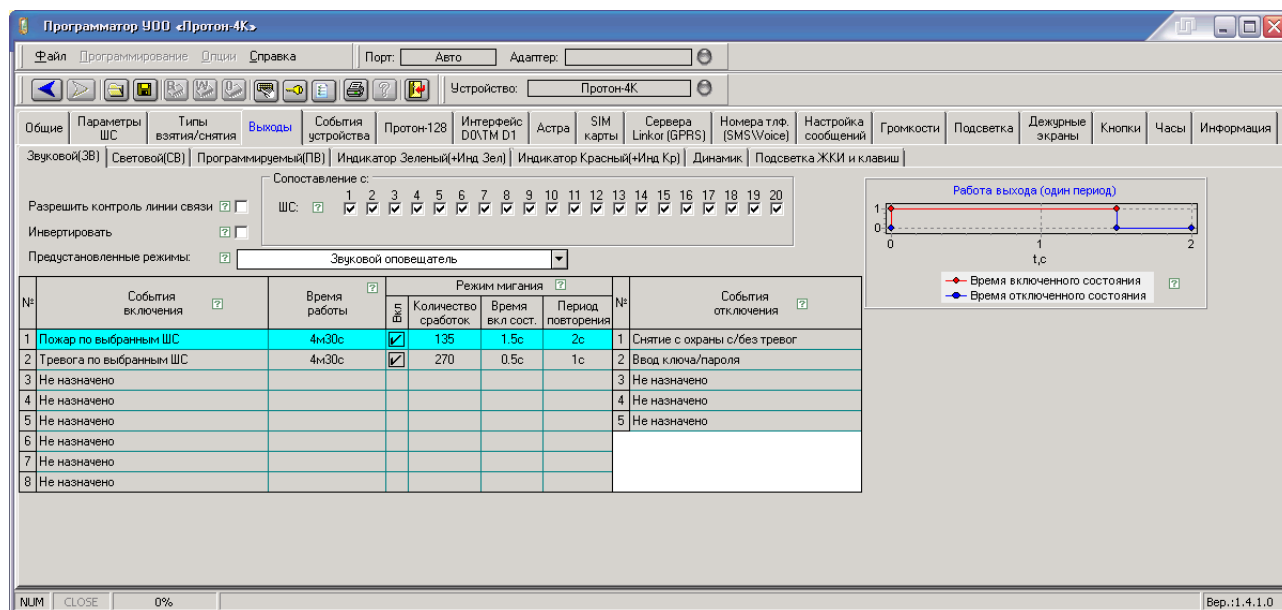 Программатор УОО «Протон-4К»
Файл Программирование Опции Справка Порт: Авто Адаптер:
Устройство: Протон-4К
Общие Параметры ШС Типы взятия/снятия Выходы События устройства Протон-128 Интерфейс D0\TM D1 Астра SIM карты Сервера Linkor (GPRS) Номера тлф. (SMS\Voice) Настройка сообщений Громкости Подсветка Дежурные экраны Кнопки Часы Информация
Звуковой(ЗВ) Световой(СВ) Программируемый(ПВ) Индикатор Зеленый(+Инд Зел) Индикатор Красный(+Инд Кр) Динамик Подсветка ЖКИ и клавиш
Сопоставление с:
1 2 3 4 5 6 7 8 9 10 11 12 13 14 15 16 17 18 19 20
Разрешить контроль линии связи ? ШС: ?
Инвертировать ?
Предустановленные режимы: ? Звуковой оповещатель
Работа выхода (один период)
1
0
0 1 2
t,c
Время включенного состояния
Время отключенного состояния
?
№ События включения ? Время работы ? Режим мигания ? № События отключения ?
Вкл Количество сработок Время вкл сост. Период повторения
1 Пожар по выбранным ШС 4м30с 135 1.5с 2с 1 Снятие с охраны с/без тревог
2 Тревога по выбранным ШС 4м30с 270 0.5с 1с 2 Ввод ключа/пароля
3 Не назначено 3 Не назначено
4 Не назначено 4 Не назначено
5 Не назначено 5 Не назначено
6 Не назначено
7 Не назначено
8 Не назначено
NUM CLOSE 0% Вер.:1.4.1.0